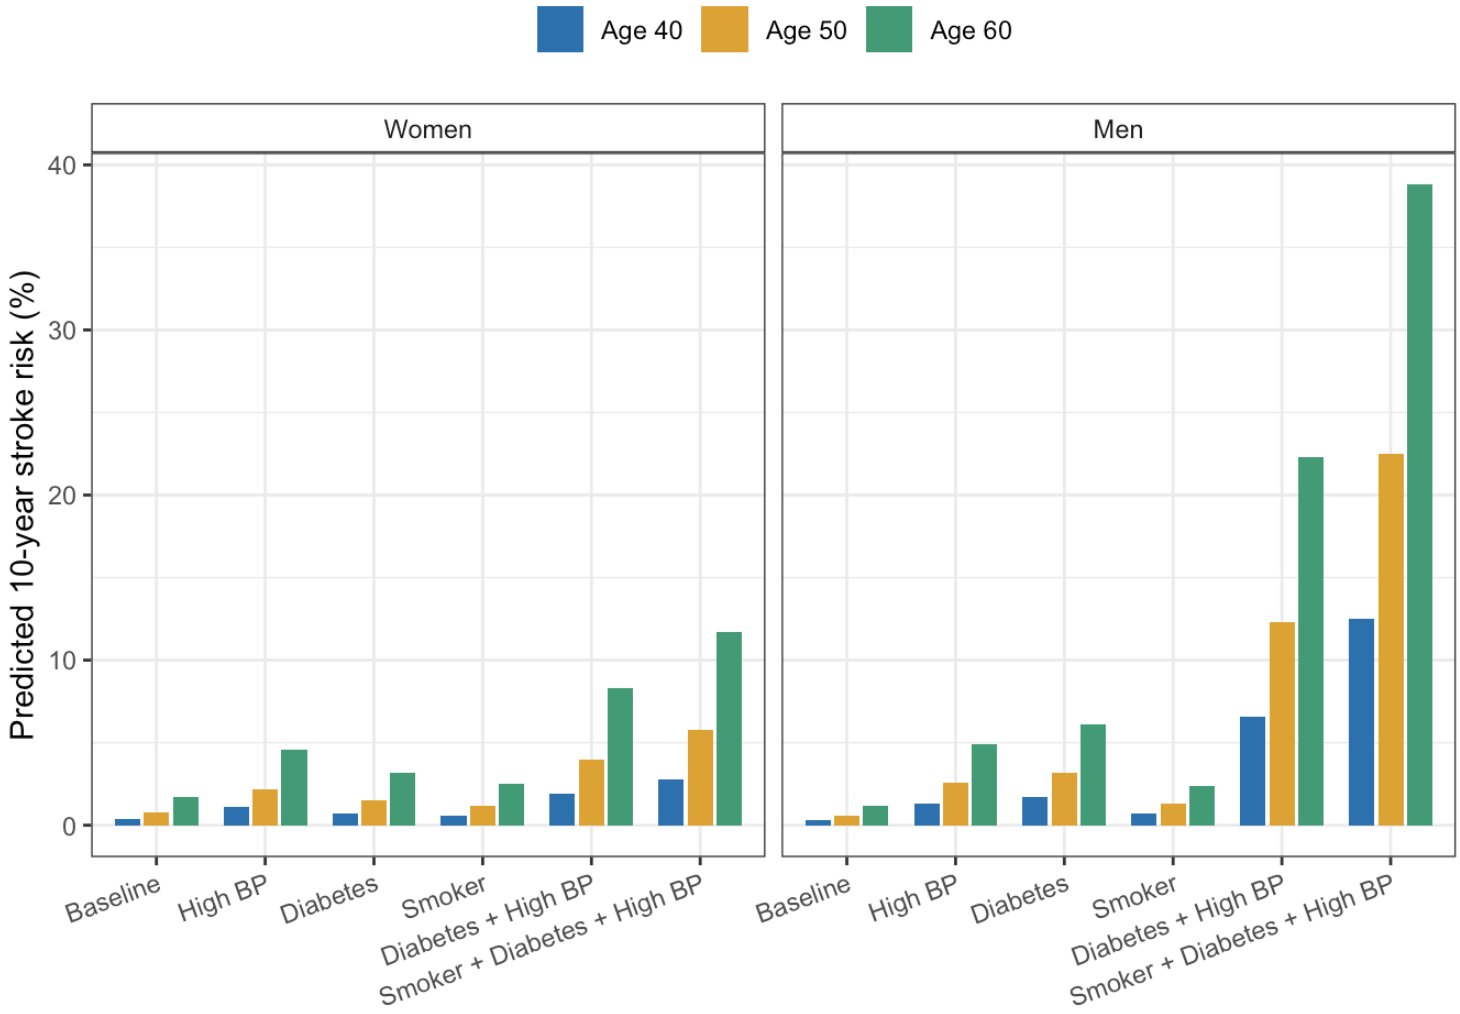 Age 40 Age 50 Age 60
Women Men
Predicted 10-year stroke risk (%)
40
30
20
10
0
Baseline
High BP
Diabetes
Smoker
Diabetes + High BP
Smoker + Diabetes + High BP
Baseline
High BP
Diabetes
Smoker
Diabetes + High BP
Smoker + Diabetes + High BP